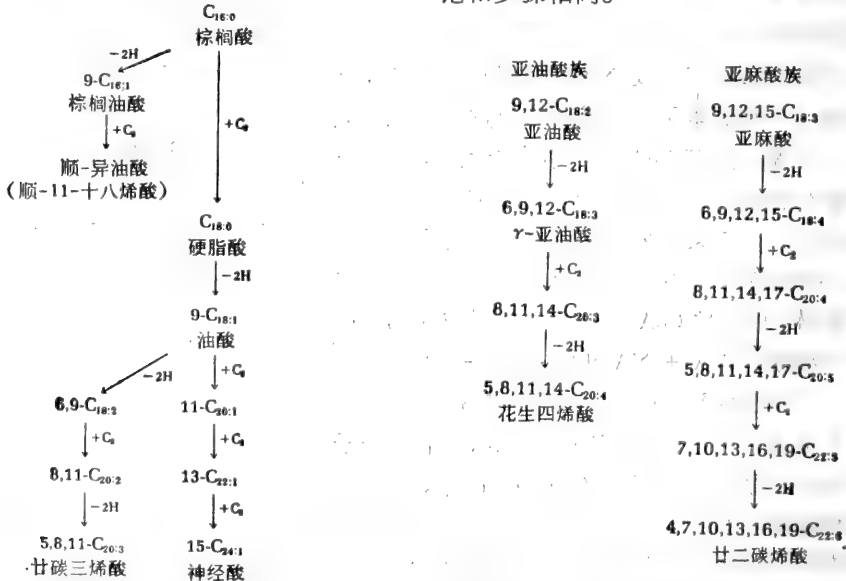 C₁₆:₀
棕榈酸
−2H
9-C₁₆:₁
棕榈油酸
+C₂
+C₂
顺-异油酸
(顺-11-十八烯酸)
C₁₈:₀
硬脂酸
−2H
9-C₁₈:₁
油酸
−2H
+C₂
6,9-C₁₈:₂
11-C₂₀:₁
+C₂
+C₂
8,11-C₂₀:₂
13-C₂₂:₁
−2H
+C₂
5,8,11-C₂₀:₃
15-C₂₄:₁
廿碳三烯酸
神经酸
亚油酸族
9,12-C₁₈:₂
亚油酸
−2H
6,9,12-C₁₈:₃
γ-亚油酸
+C₂
8,11,14-C₂₀:₃
−2H
5,8,11,14-C₂₀:₄
花生四烯酸
亚麻酸族
9,12,15-C₁₈:₃
亚麻酸
−2H
6,9,12,15-C₁₈:₄
+C₂
8,11,14,17-C₂₀:₄
−2H
5,8,11,14,17-C₂₀:₅
+C₂
7,10,13,16,19-C₂₂:₅
−2H
4,7,10,13,16,19-C₂₂:₆
廿二碳烯酸